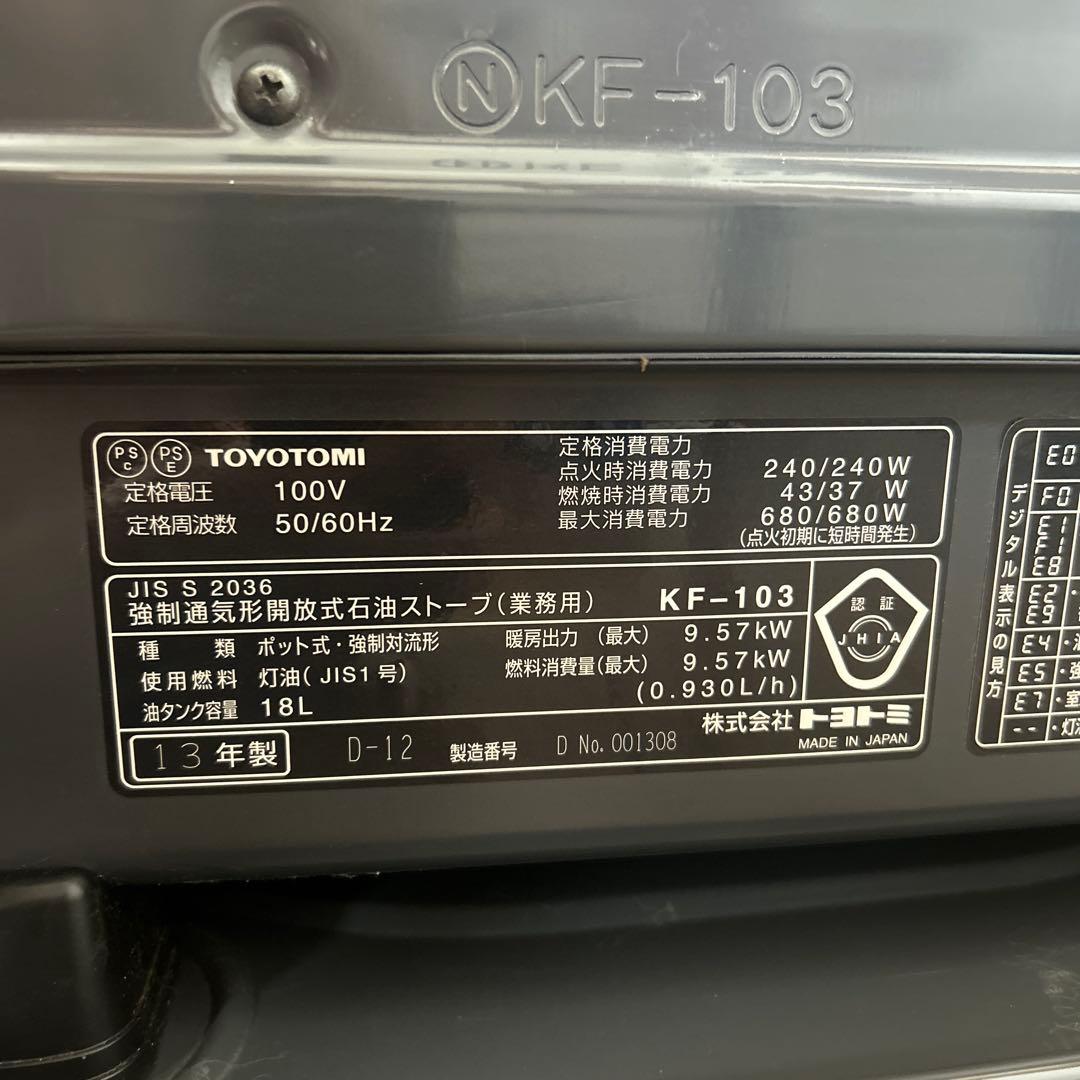 N KF-103
PS C PS E TOYOTOMI
定格電圧 100V
定格周波数 50/60Hz
定格消費電力
点火時消費電力 240/240W
燃焼時消費電力 43/37 W
最大消費電力 680/680W
(点火初期に短時間発生)
JIS S 2036
強制通気形開放式石油ストーブ(業務用) KF-103
種 類 ポット式・強制対流形
使用燃料 灯油(JIS1号)
油タンク容量 18L
暖房出力 (最大) 9.57kW
燃料消費量(最大) 9.57kW
(0.930L/h)
認証
JHIA
13年製 D-12 製造番号 D No. 001308
株式会社 トヨトミ
MADE IN JAPAN
デジタル表示の見方
E0
F0
E1
F1
E8
E2・
E9
E4・
E5・強
E7・室
--・灯